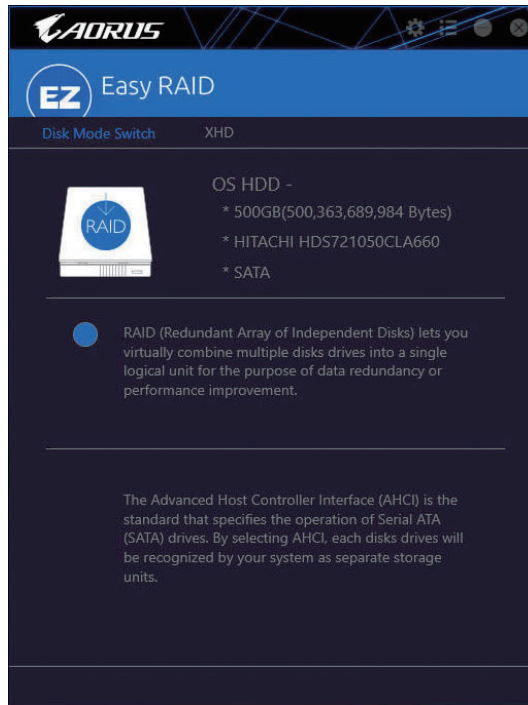 AORUS
EZ Easy RAID
Disk Mode Switch XHD
OS HDD -
* 500GB(500,363,689,984 Bytes)
RAID
* HITACHI HDS721050CLA660
* SATA
RAID (Redundant Array of Independent Disks) lets you
virtually combine multiple disks drives into a single
logical unit for the purpose of data redundancy or
performance improvement.
The Advanced Host Controller Interface (AHCI) is the
standard that specifies the operation of Serial ATA
(SATA) drives. By selecting AHCI, each disks drives will
be recognized by your system as separate storage
units.